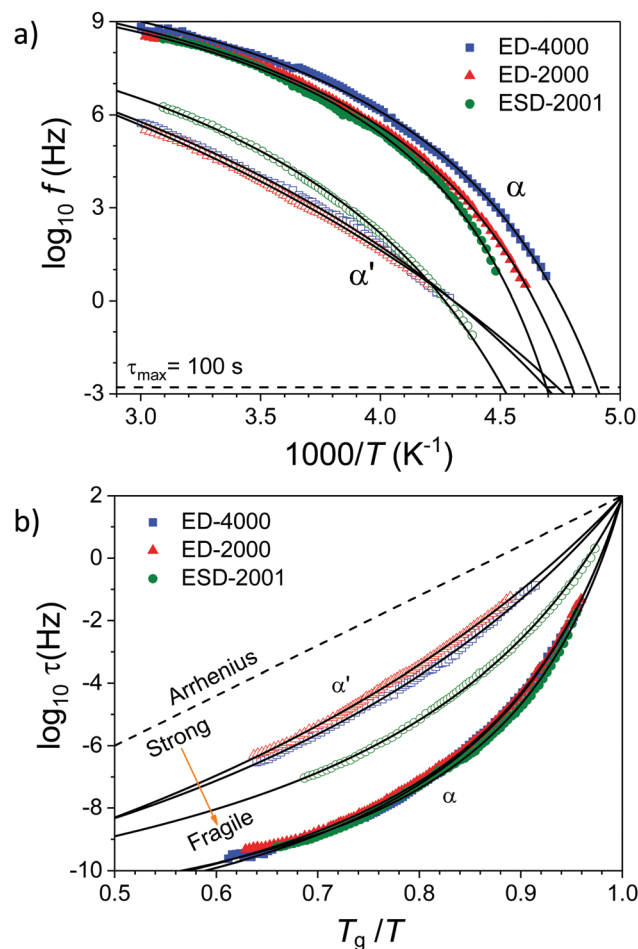 a)
9
6
3
0
-3
log₁₀ f (Hz)
ED-4000
ED-2000
ESD-2001
α
α'
τmax= 100 s
3.0 3.5 4.0 4.5 5.0
1000/T (K⁻¹)
b)
2
0
-2
-4
-6
-8
-10
log₁₀ τ(Hz)
ED-4000
ED-2000
ESD-2001
Arrhenius
α'
Strong
Fragile
α
0.5 0.6 0.7 0.8 0.9 1.0
Tg/T